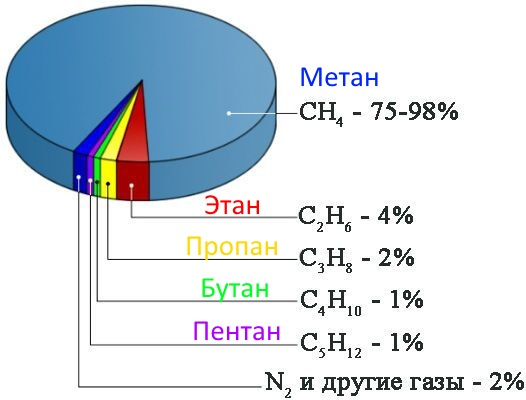 Метан
CH₄ - 75-98%
Этан
C₂H₆ - 4%
Пропан
C₃H₈ - 2%
Бутан
C₄H₁₀ - 1%
Пентан
C₅H₁₂ - 1%
N₂ и другие газы - 2%